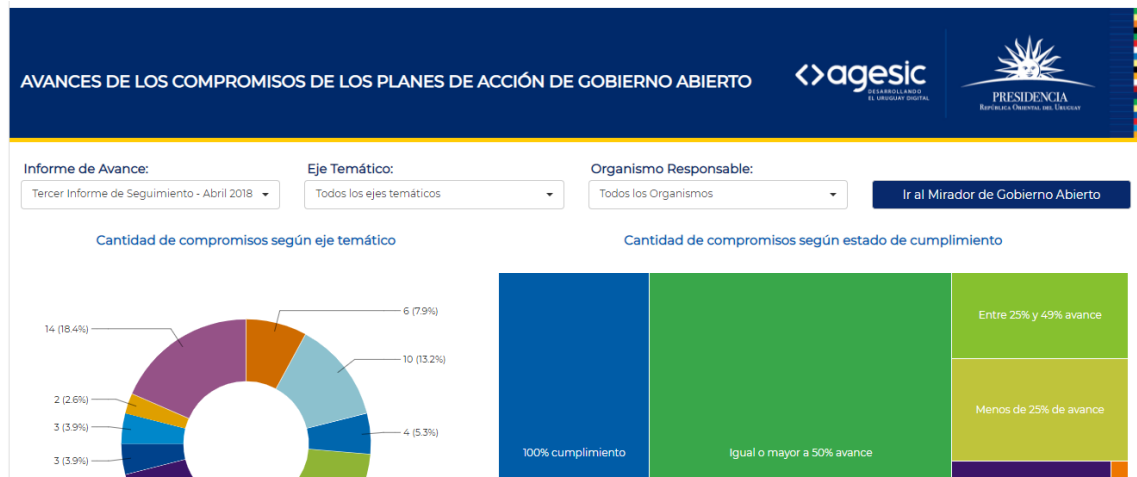 AVANCES DE LOS COMPROMISOS DE LOS PLANES DE ACCIÓN DE GOBIERNO ABIERTO
agesic
DESARROLLANDO
EL URUGUAY DIGITAL
PRESIDENCIA
REPÚBLICA ORIENTAL DEL URUGUAY
Informe de Avance:
Eje Temático:
Organismo Responsable:
Tercer Informe de Seguimiento - Abril 2018
Todos los ejes temáticos
Todos los Organismos
Ir al Mirador de Gobierno Abierto
Cantidad de compromisos según eje temático
Cantidad de compromisos según estado de cumplimiento
6 (7.9%)
14 (18.4%)
10 (13.2%)
2 (2.6%)
3 (3.9%)
4 (5.3%)
3 (3.9%)
Entre 25% y 49% avance
Menos de 25% de avance
100% cumplimiento
Igual o mayor a 50% avance